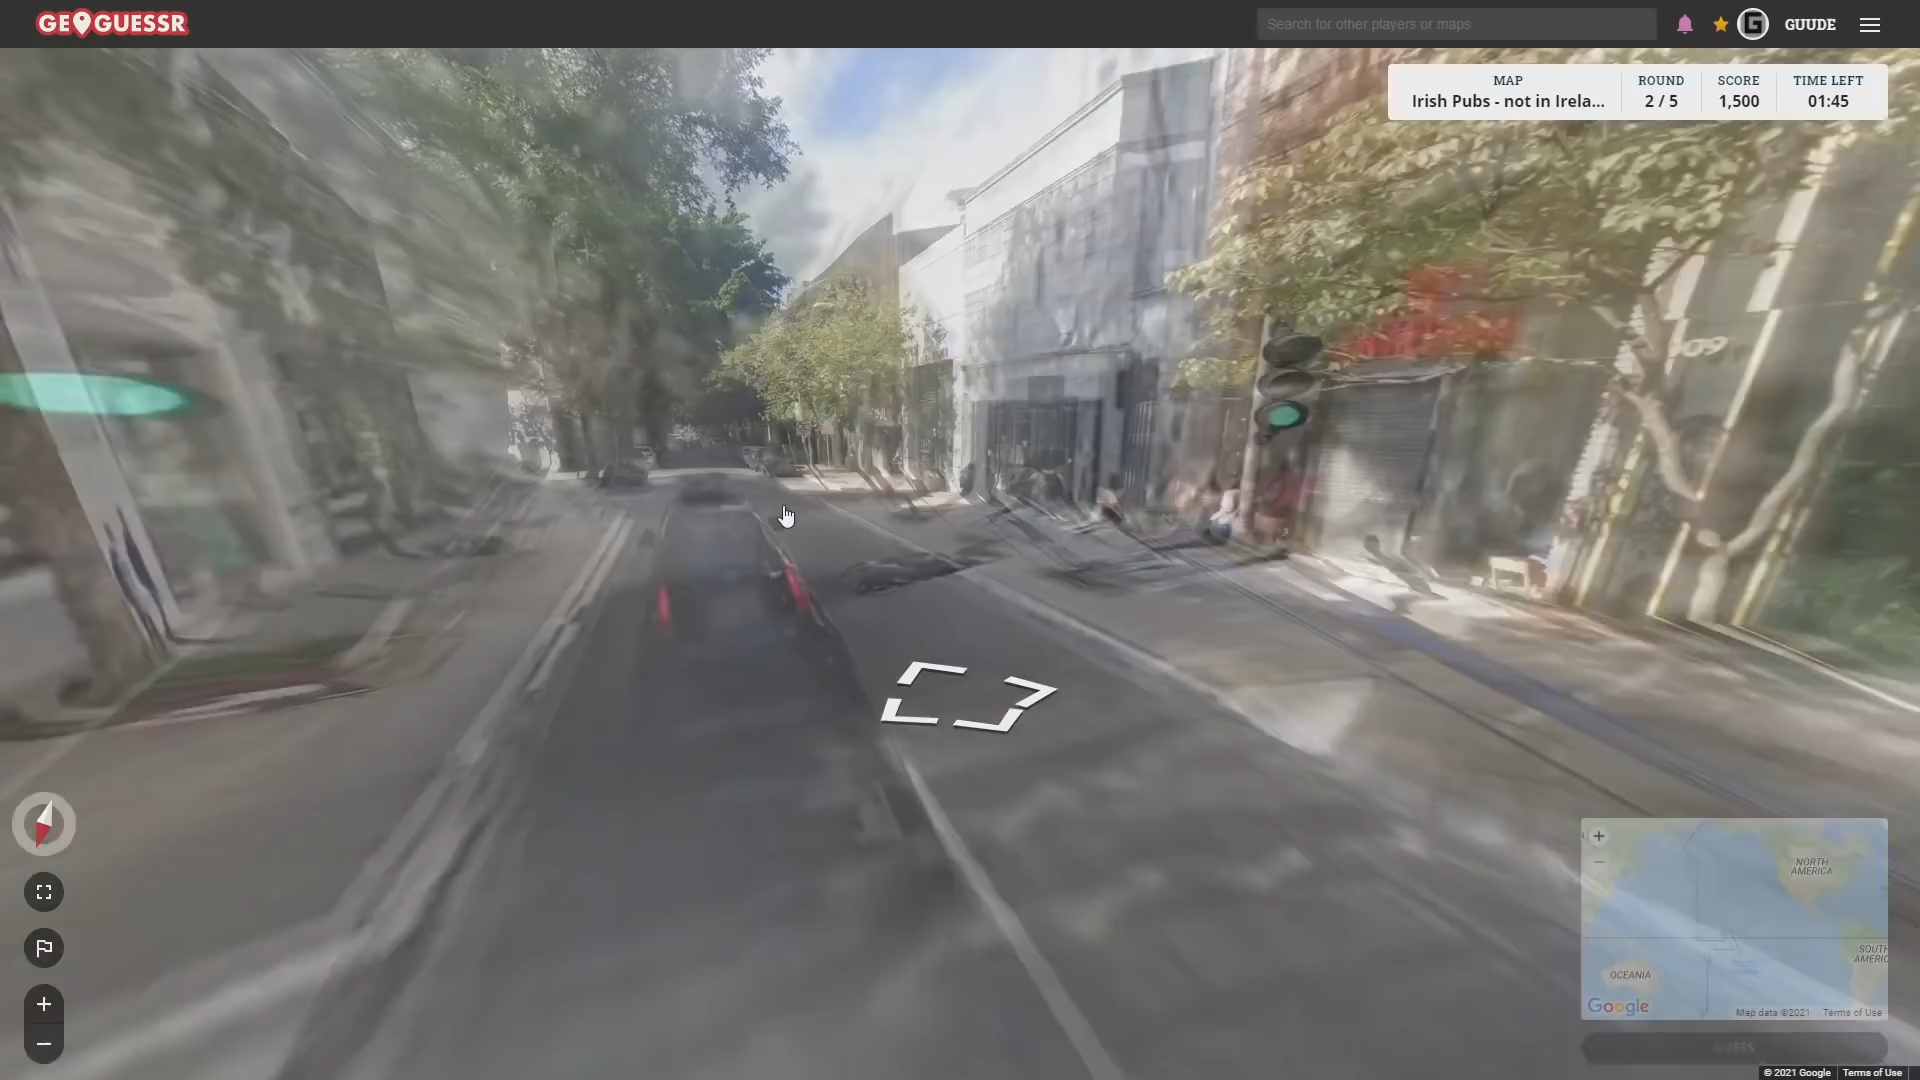 GEOGUESSR
Search for other players or maps
GUUDE
MAP
Irish Pubs - not in Irela...
ROUND
2 / 5
SCORE
1,500
TIME LEFT
01:45
109
NORTH
AMERICA
SOUTH
AMERIC
OCEANIA
Google
Map data ©2021
Terms of Use
GUESS
© 2021 Google
Terms of Use